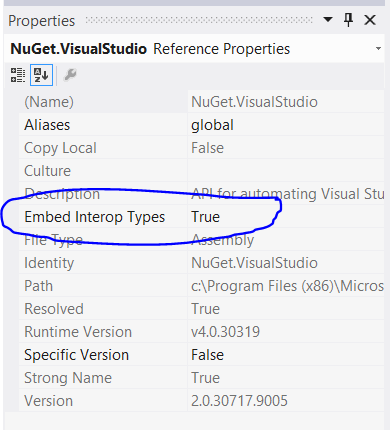 Properties
NuGet.VisualStudio Reference Properties
(Name) NuGet.VisualStudio
Aliases global
Copy Local False
Culture
Description API for automating Visual Stu
Embed Interop Types True
File Type Assembly
Identity NuGet.VisualStudio
Path c:\Program Files (x86)\Micros
Resolved True
Runtime Version v4.0.30319
Specific Version False
Strong Name True
Version 2.0.30717.9005